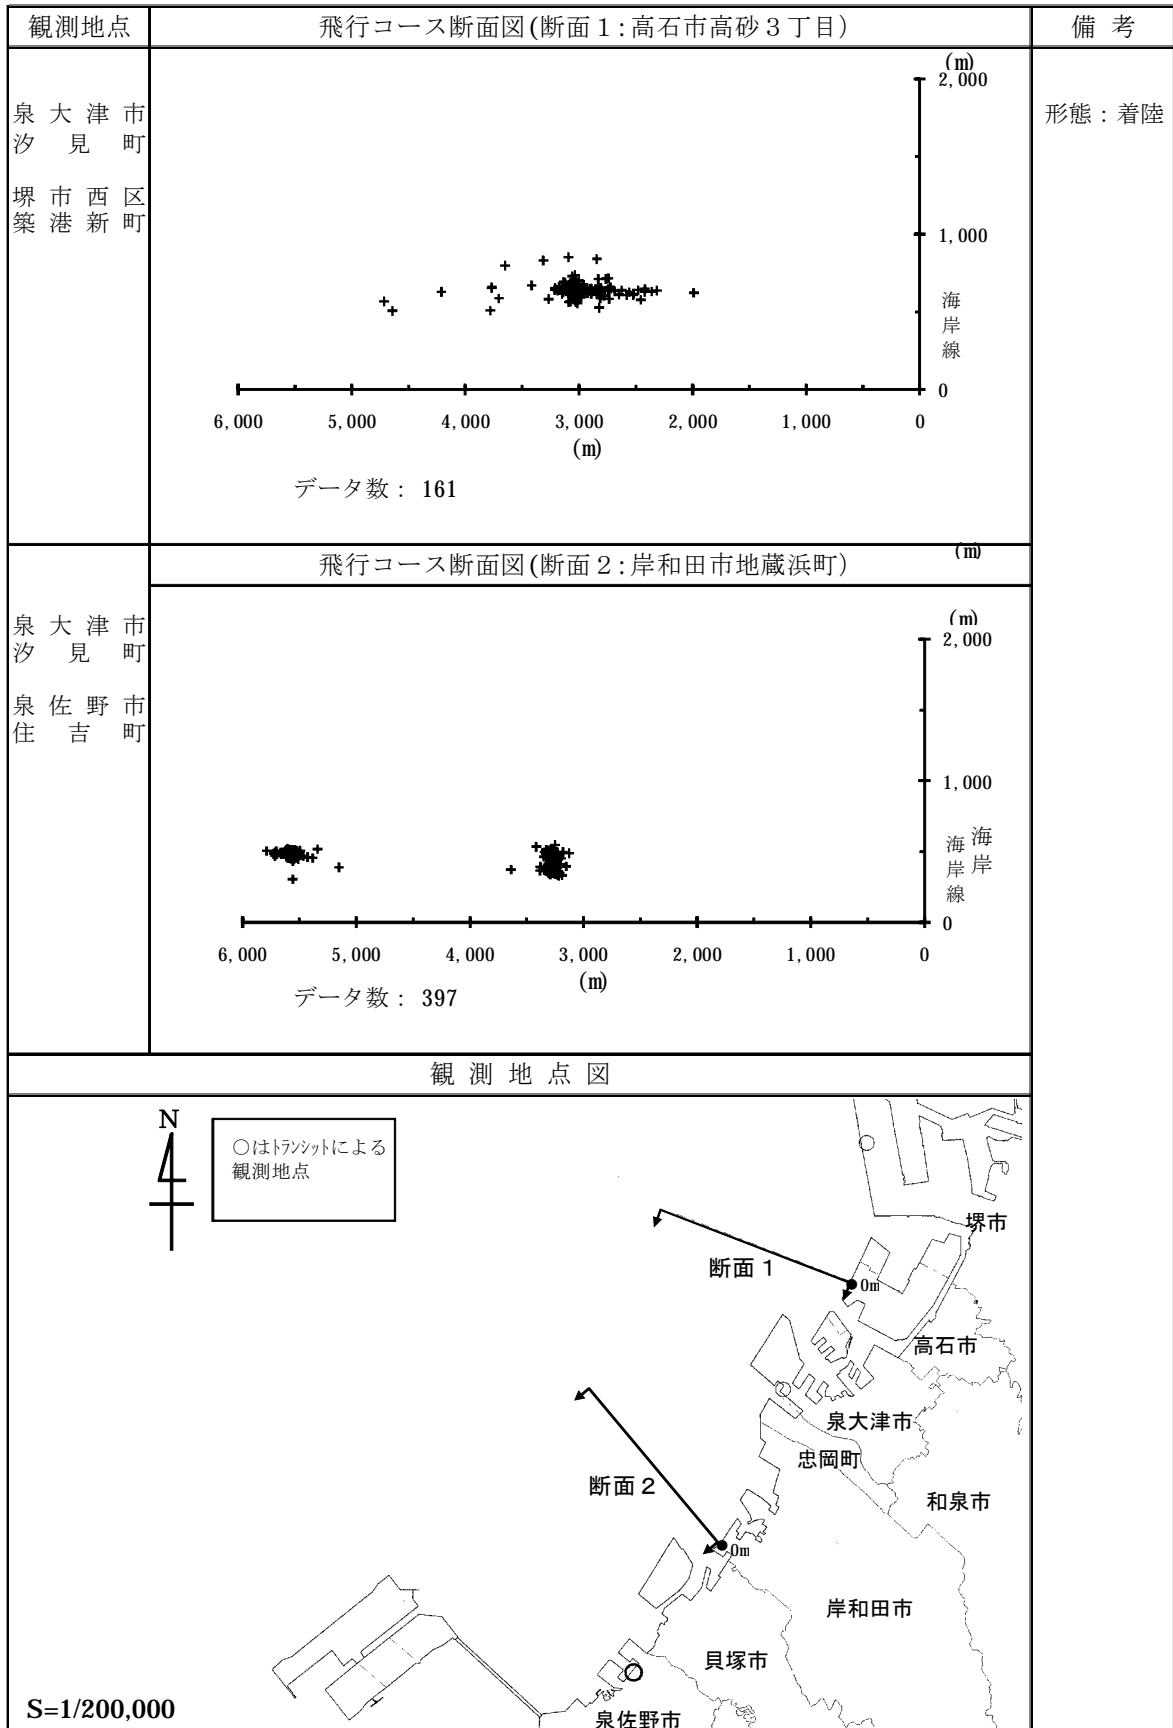 観測地点
飛行コース断面図(断面1:高石市高砂3丁目)
備 考
泉大津市
汐見町
堺市西区
築港新町
形態:着陸
(m)
2,000
1,000
0
海岸線
6,000 5,000 4,000 3,000 2,000 1,000 0
(m)
データ数: 161
飛行コース断面図(断面2:岸和田市地蔵浜町)
(m)
泉大津市
汐見町
泉佐野市
住吉町
(m)
2,000
1,000
0
海岸線
海岸
6,000 5,000 4,000 3,000 2,000 1,000 0
(m)
データ数: 397
観測地点図
N
○はトランシットによる
観測地点
堺市
断面1
0m
高石市
泉大津市
忠岡町
断面2
和泉市
0m
岸和田市
貝塚市
S=1/200,000
泉佐野市